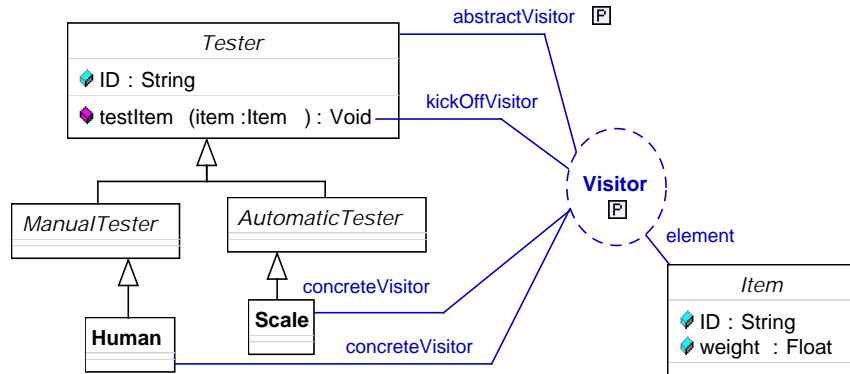 abstractVisitor P
Tester
ID : String
kickOffVisitor
testItem (item :Item ) : Void
Visitor
P
ManualTester
AutomaticTester
element
concreteVisitor
Item
Scale
ID : String
Human
concreteVisitor
weight : Float